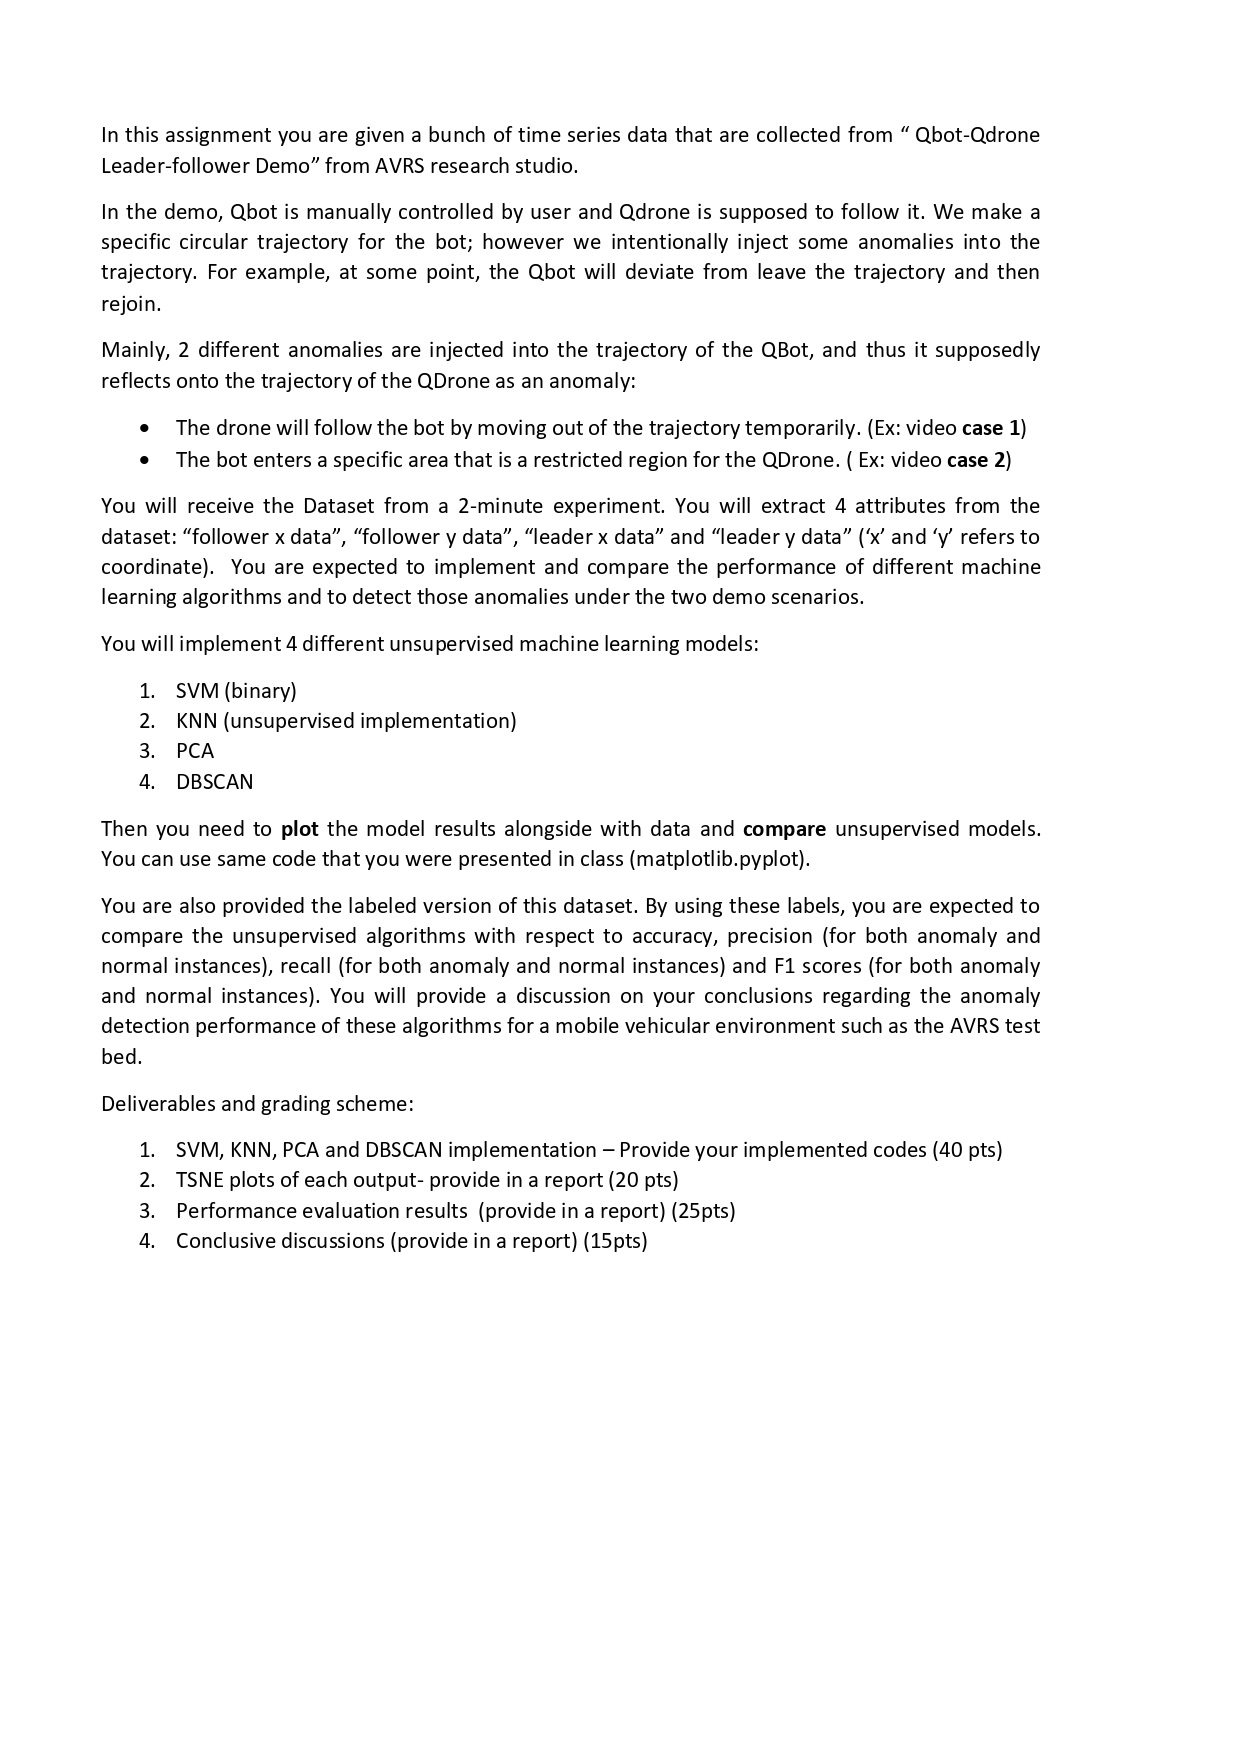 In this assignment you are given a bunch of time series data that are collected from “ Qbot-Qdrone
Leader-follower Demo” from AVRS research studio.
In the demo, Qbot is manually controlled by user and Qdrone is supposed to follow it. We make a
specific circular trajectory for the bot; however we intentionally inject some anomalies into the
trajectory. For example, at some point, the Qbot will deviate from leave the trajectory and then
rejoin.
Mainly, 2 different anomalies are injected into the trajectory of the QBot, and thus it supposedly
reflects onto the trajectory of the QDrone as an anomaly:
• The drone will follow the bot by moving out of the trajectory temporarily. (Ex: video case 1)
• The bot enters a specific area that is a restricted region for the QDrone. ( Ex: video case 2)
You will receive the Dataset from a 2-minute experiment. You will extract 4 attributes from the
dataset: “follower x data”, “follower y data”, “leader x data” and “leader y data” (‘x’ and ‘y’ refers to
coordinate).  You are expected to implement and compare the performance of different machine
learning algorithms and to detect those anomalies under the two demo scenarios.
You will implement 4 different unsupervised machine learning models:
1. SVM (binary)
2. KNN (unsupervised implementation)
3. PCA
4. DBSCAN
Then you need to plot the model results alongside with data and compare unsupervised models.
You can use same code that you were presented in class (matplotlib.pyplot).
You are also provided the labeled version of this dataset. By using these labels, you are expected to
compare the unsupervised algorithms with respect to accuracy, precision (for both anomaly and
normal instances), recall (for both anomaly and normal instances) and F1 scores (for both anomaly
and normal instances). You will provide a discussion on your conclusions regarding the anomaly
detection performance of these algorithms for a mobile vehicular environment such as the AVRS test
bed.
Deliverables and grading scheme:
1. SVM, KNN, PCA and DBSCAN implementation – Provide your implemented codes (40 pts)
2. TSNE plots of each output- provide in a report (20 pts)
3. Performance evaluation results  (provide in a report) (25pts)
4. Conclusive discussions (provide in a report) (15pts)